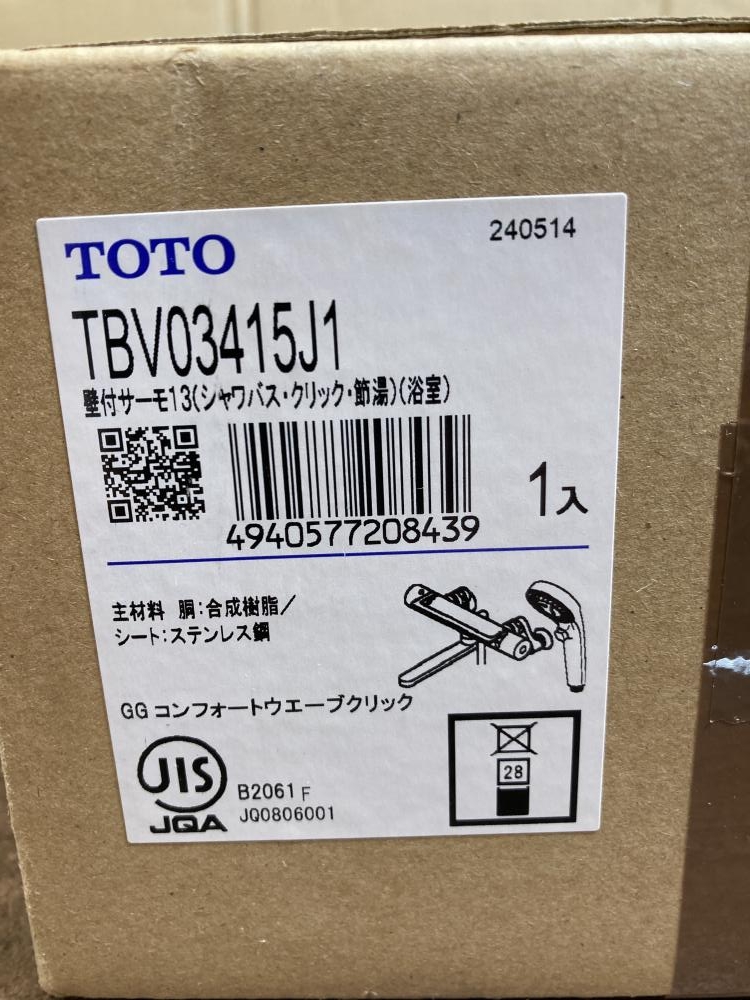 240514
TOTO
TBV03415J1
壁付サーモ13(シャワバス・クリック・節湯)(浴室)
1入
4940577208439
主材料 胴:合成樹脂/
シート:ステンレス鋼
GG コンフォートウエーブクリック
JIS
B2061 F
JQA
JQ0806001
28